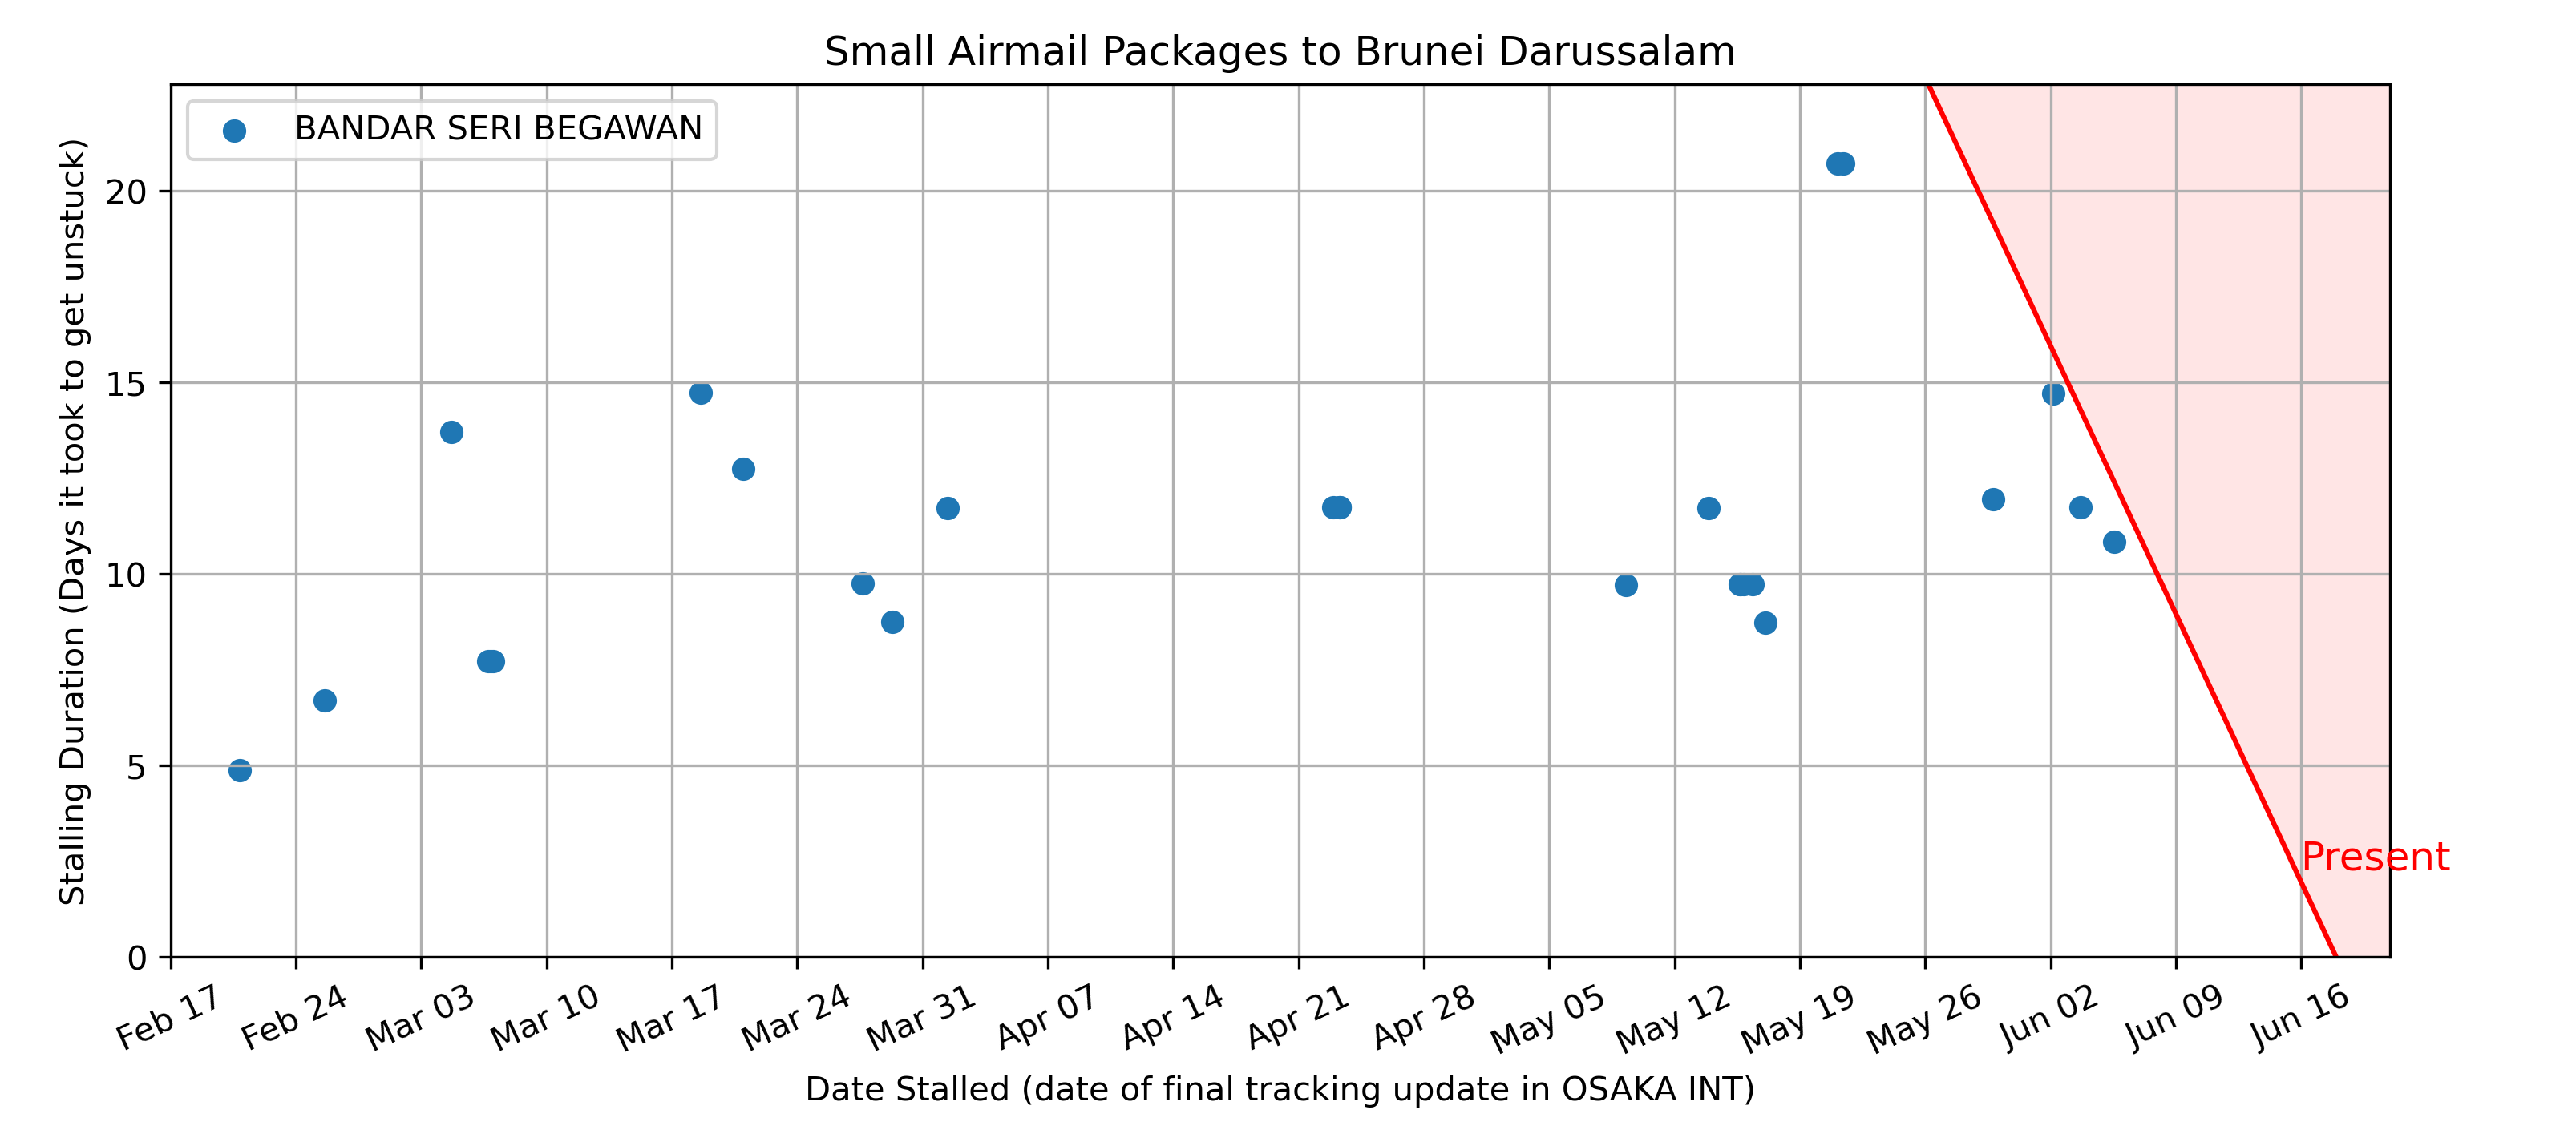 Small Airmail Packages to Brunei Darussalam
BANDAR SERI BEGAWAN
Stalling Duration (Days it took to get unstuck)
20
15
10
5
0
Present
Feb 17
Feb 24
Mar 03
Mar 10
Mar 17
Mar 24
Mar 31
Apr 07
Apr 14
Apr 21
Apr 28
May 05
May 12
May 19
May 26
Jun 02
Jun 09
Jun 16
Date Stalled (date of final tracking update in OSAKA INT)